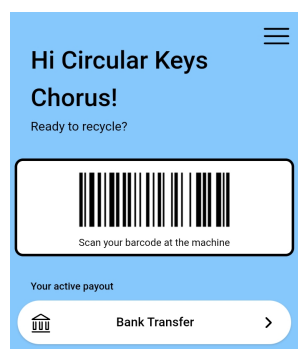 Hi Circular Keys
Chorus!
Ready to recycle?
Scan your barcode at the machine
Your active payout
Bank Transfer